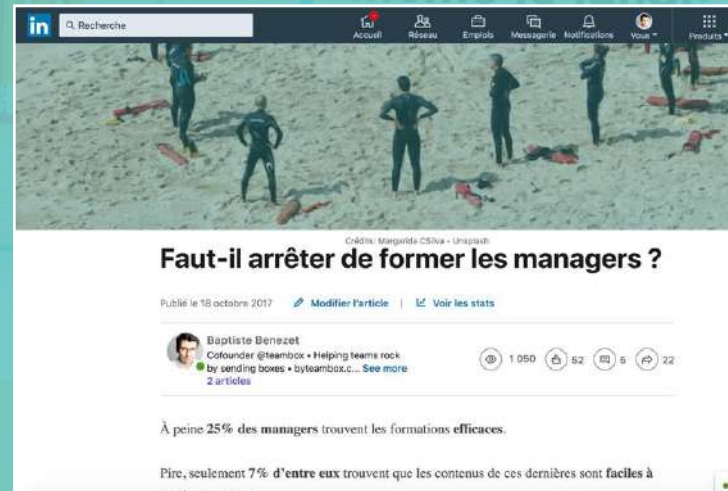 in
Recherche
Accueil
Réseau
Emplois
Messagerie
Notifications
Vous
Produits
Crédits: Margarida CSilva - Unsplash
Faut-il arrêter de former les managers ?
Publié le 18 octobre 2017
Modifier l'article | Voir les stats
Baptiste Benezet
Cofounder @teambox • Helping teams rock
by sending boxes • byteambox.c... See more
2 articles
1 050
52
5
22
À peine 25% des managers trouvent les formations efficaces.
Pire, seulement 7% d'entre eux trouvent que les contenus de ces dernières sont faciles à